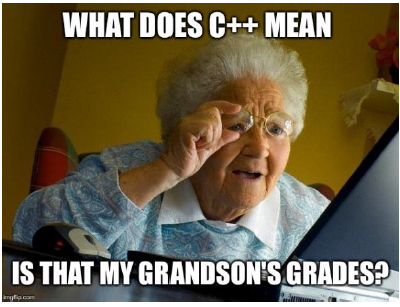 WHAT DOES C++ MEAN
IS THAT MY GRANDSON'S GRADES?
imgflip.com